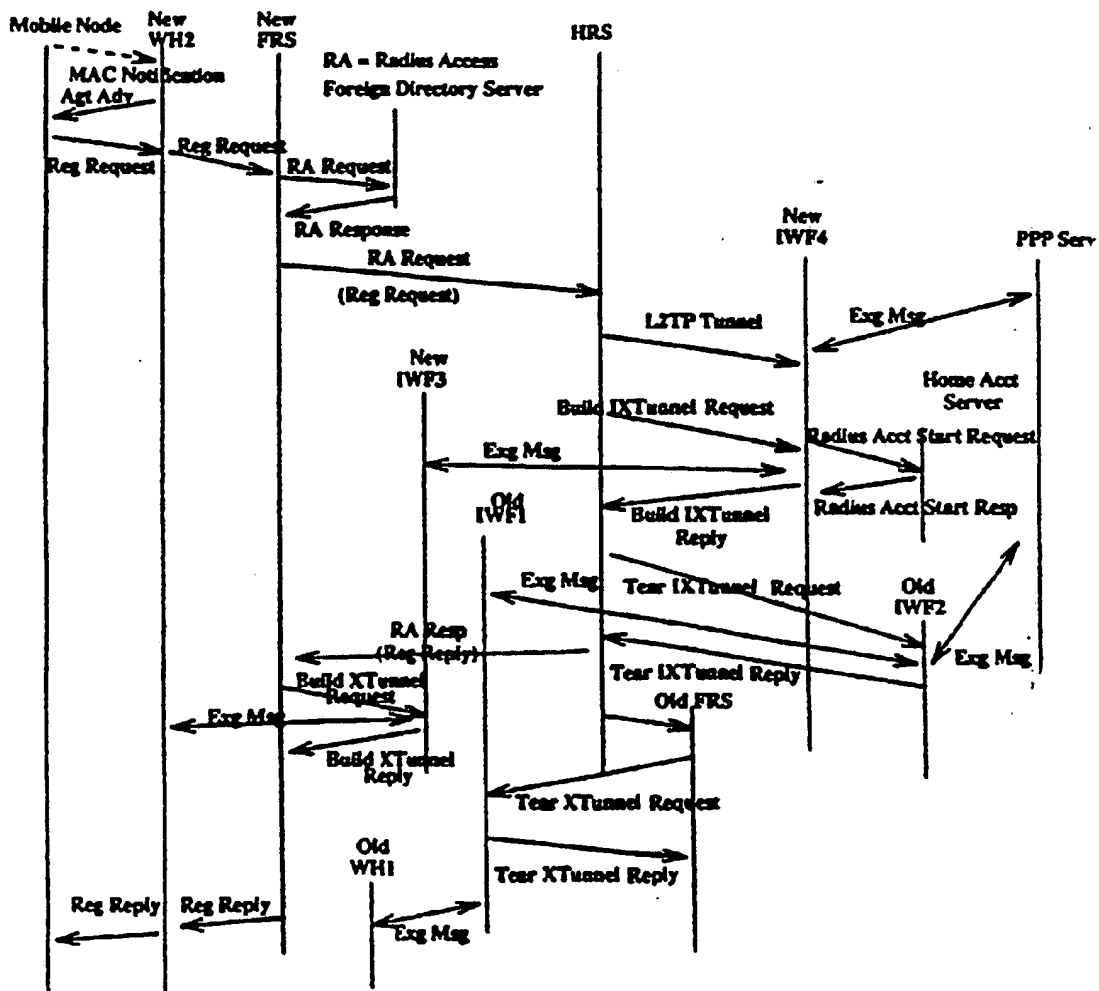 Mobile Node
New
WH2
New
FRS
HRS
RA = Radius Access
Foreign Directory Server
MAC Notification
Agt Adv
Reg Request
Reg Request
RA Request
RA Response
RA Request
(Reg Request)
New
IWF4
PPP Serv
L2TP Tunnel
Exg Msg
New
IWF3
Home Acct
Server
Build IXTunnel Request
Radius Acct Start Request
Exg Msg
Old
IWF1
Build IXTunnel
Reply
Radius Acct Start Resp
Exg Msg
Tear IXTunnel Request
Old
IWF2
RA Resp
(Reg Reply)
Tear IXTunnel Reply
Exg Msg
Build XTunnel
Request
Old FRS
Exg Msg
Build XTunnel
Reply
Tear XTunnel Request
Old
WH1
Tear XTunnel Reply
Reg Reply
Reg Reply
Exg Msg